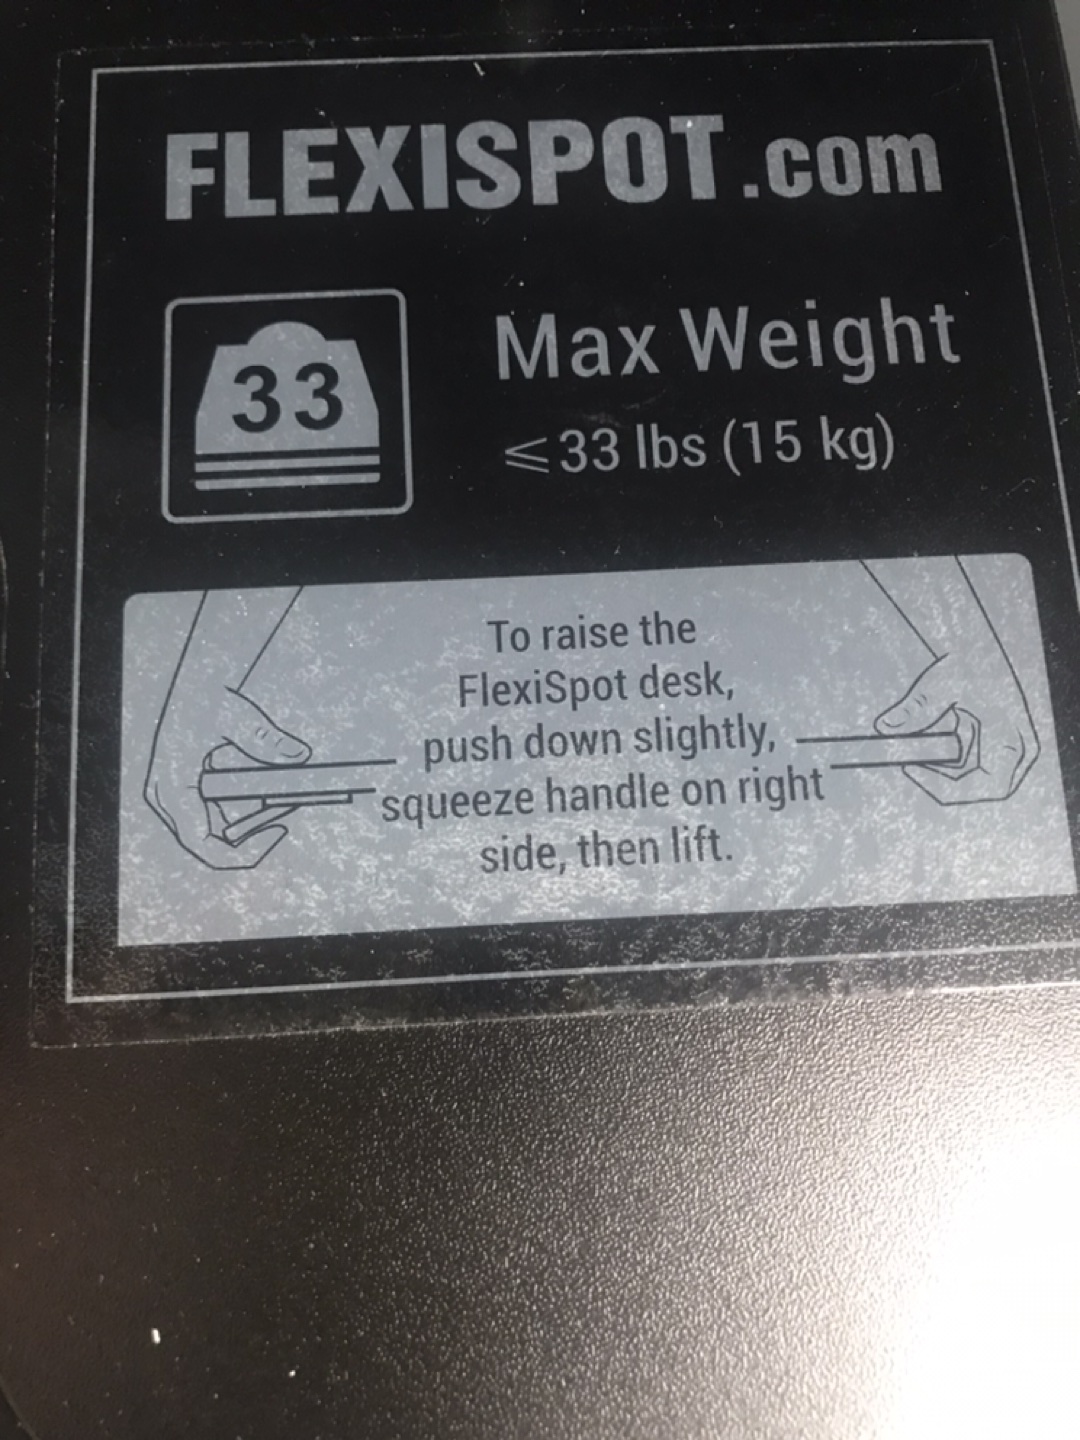 FLEXISPOT.com
33
Max Weight
⩽33 lbs (15 kg)
To raise the
FlexiSpot desk,
push down slightly,
squeeze handle on right
side, then lift.